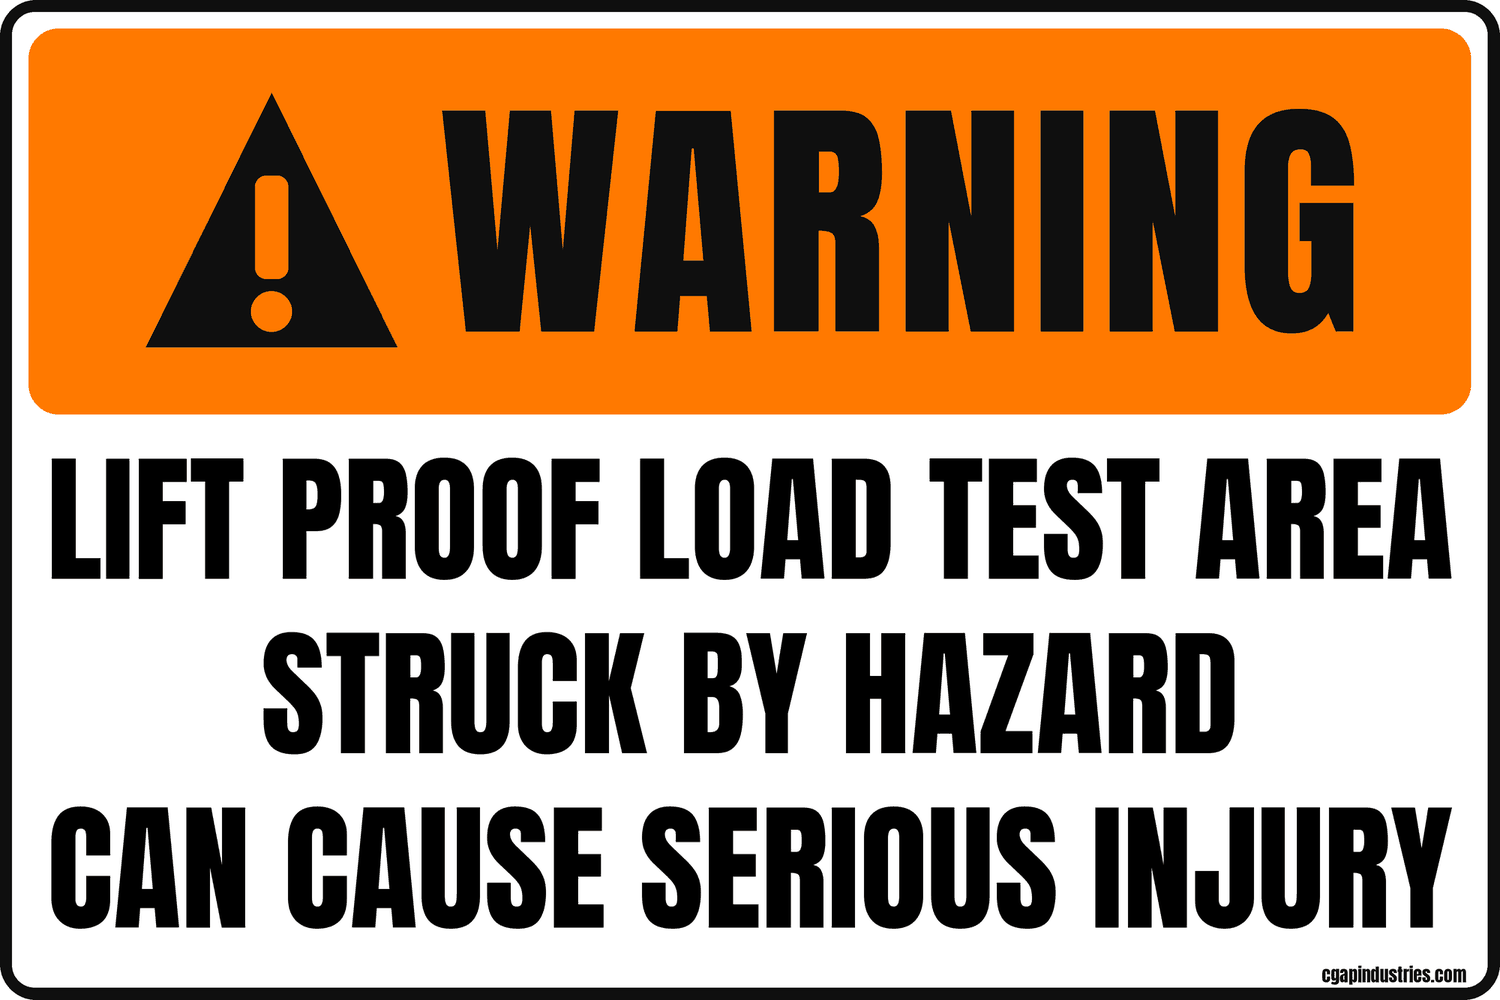 WARNING
LIFT PROOF LOAD TEST AREA
STRUCK BY HAZARD
CAN CAUSE SERIOUS INJURY
cgapindustries.com